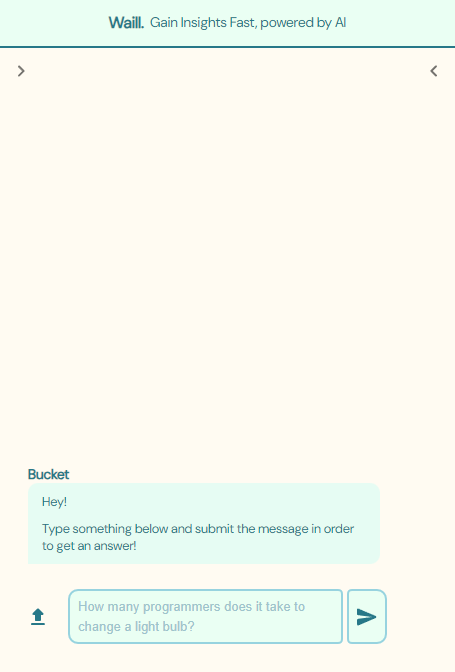 Waill. Gain Insights Fast, powered by AI
Bucket
Hey!
Type something below and submit the message in order
to get an answer!
How many programmers does it take to
change a light bulb?